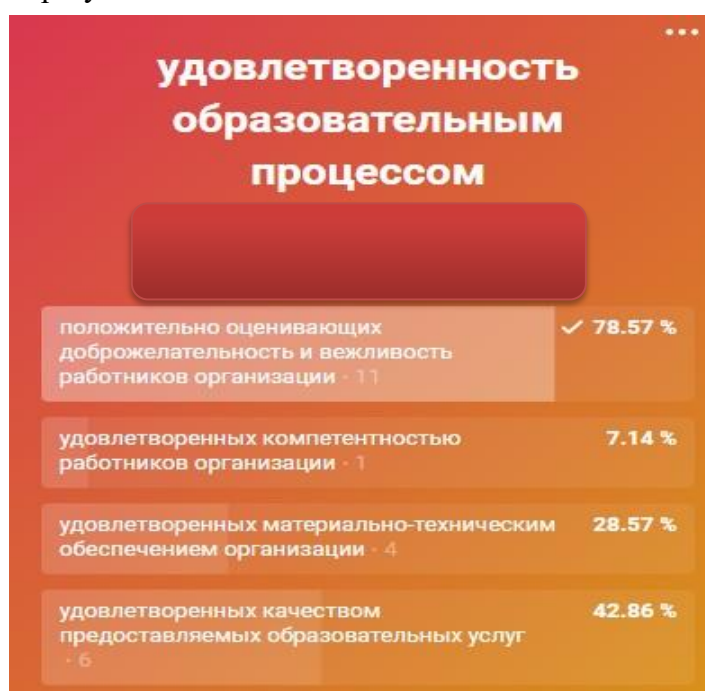 удовлетворенность
образовательным
процессом
положительно оценивающих
доброжелательность и вежливость
работников организации · 11
✓ 78.57 %
удовлетворенных компетентностью
работников организации · 1
7.14 %
удовлетворенных материально-техническим
обеспечением организации · 4
28.57 %
удовлетворенных качеством
предоставляемых образовательных услуг
· 6
42.86 %